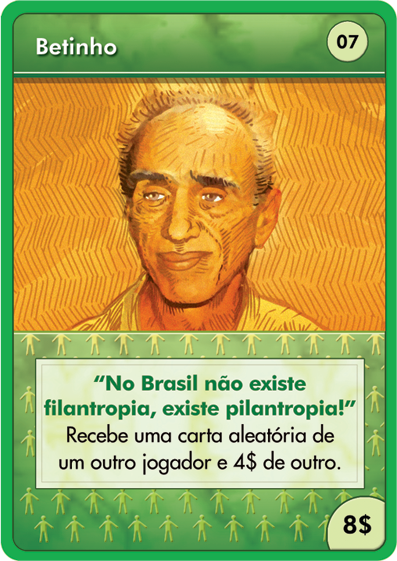 Betinho
07
“No Brasil não existe
filantropia, existe pilantropia!”
Recebe uma carta aleatória de
um outro jogador e 4$ de outro.
8$